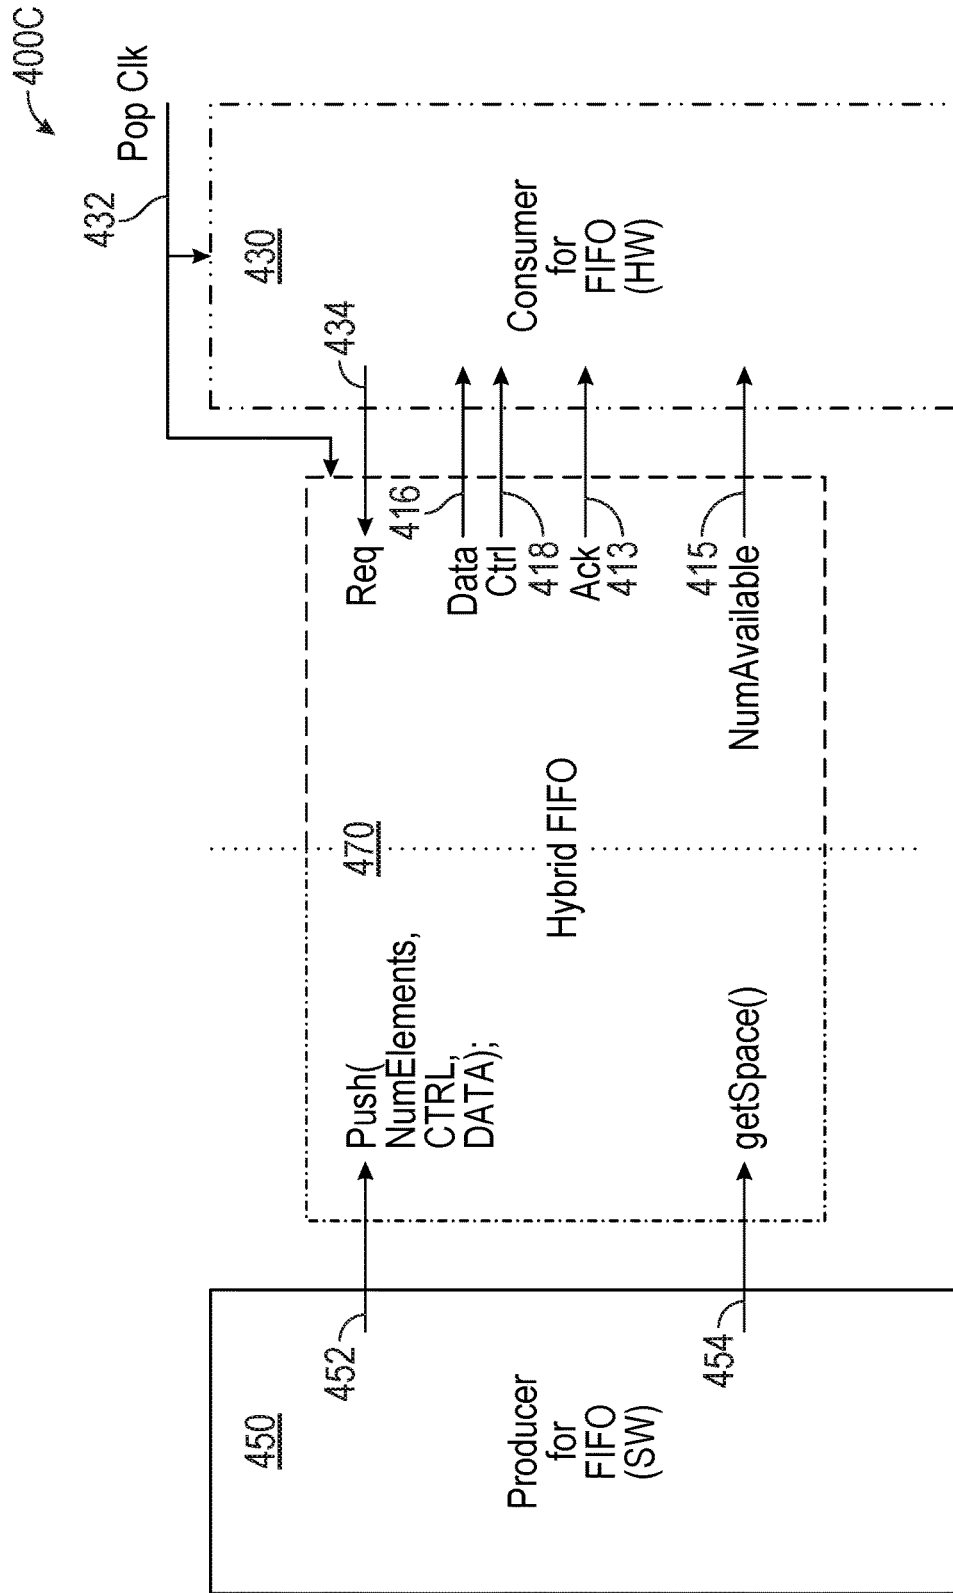 400C
432
Pop Clk
450
Producer
for
FIFO
(SW)
452
454
470
Push(
NumElements,
CTRL,
DATA);
getSpace()
Hybrid FIFO
Req
434
416
Data
Ctrl
418
Ack
413
415
NumAvailable
430
Consumer
for
FIFO
(HW)